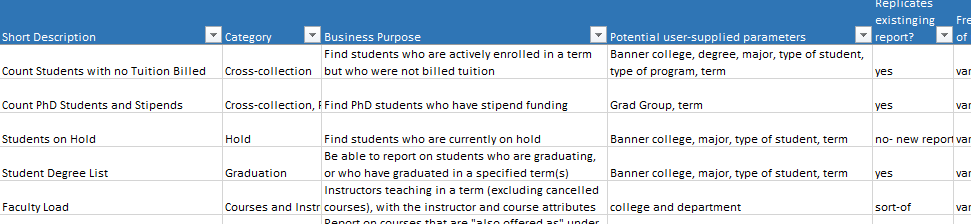 Replicates
existinging Fre
Short Description Category Business Purpose Potential user-supplied parameters report? of
Find students who are actively enrolled in a term Banner college, degree, major, type of student,
Count Students with no Tuition Billed Cross-collection but who were not billed tuition type of program, term yes var
Count PhD Students and Stipends Cross-collection, F Find PhD students who have stipend funding Grad Group, term yes var
Students on Hold Hold Find students who are currently on hold Banner college, major, type of student, term no- new report var
Be able to report on students who are graduating,
Student Degree List Graduation or who have graduated in a specified term(s) Banner college, major, type of student, term yes var
Instructors teaching in a term (excluding cancelled
Faculty Load Courses and Instr courses), with the instructor and course attributes college and department sort-of var
Report on courses that are "also offered as" under